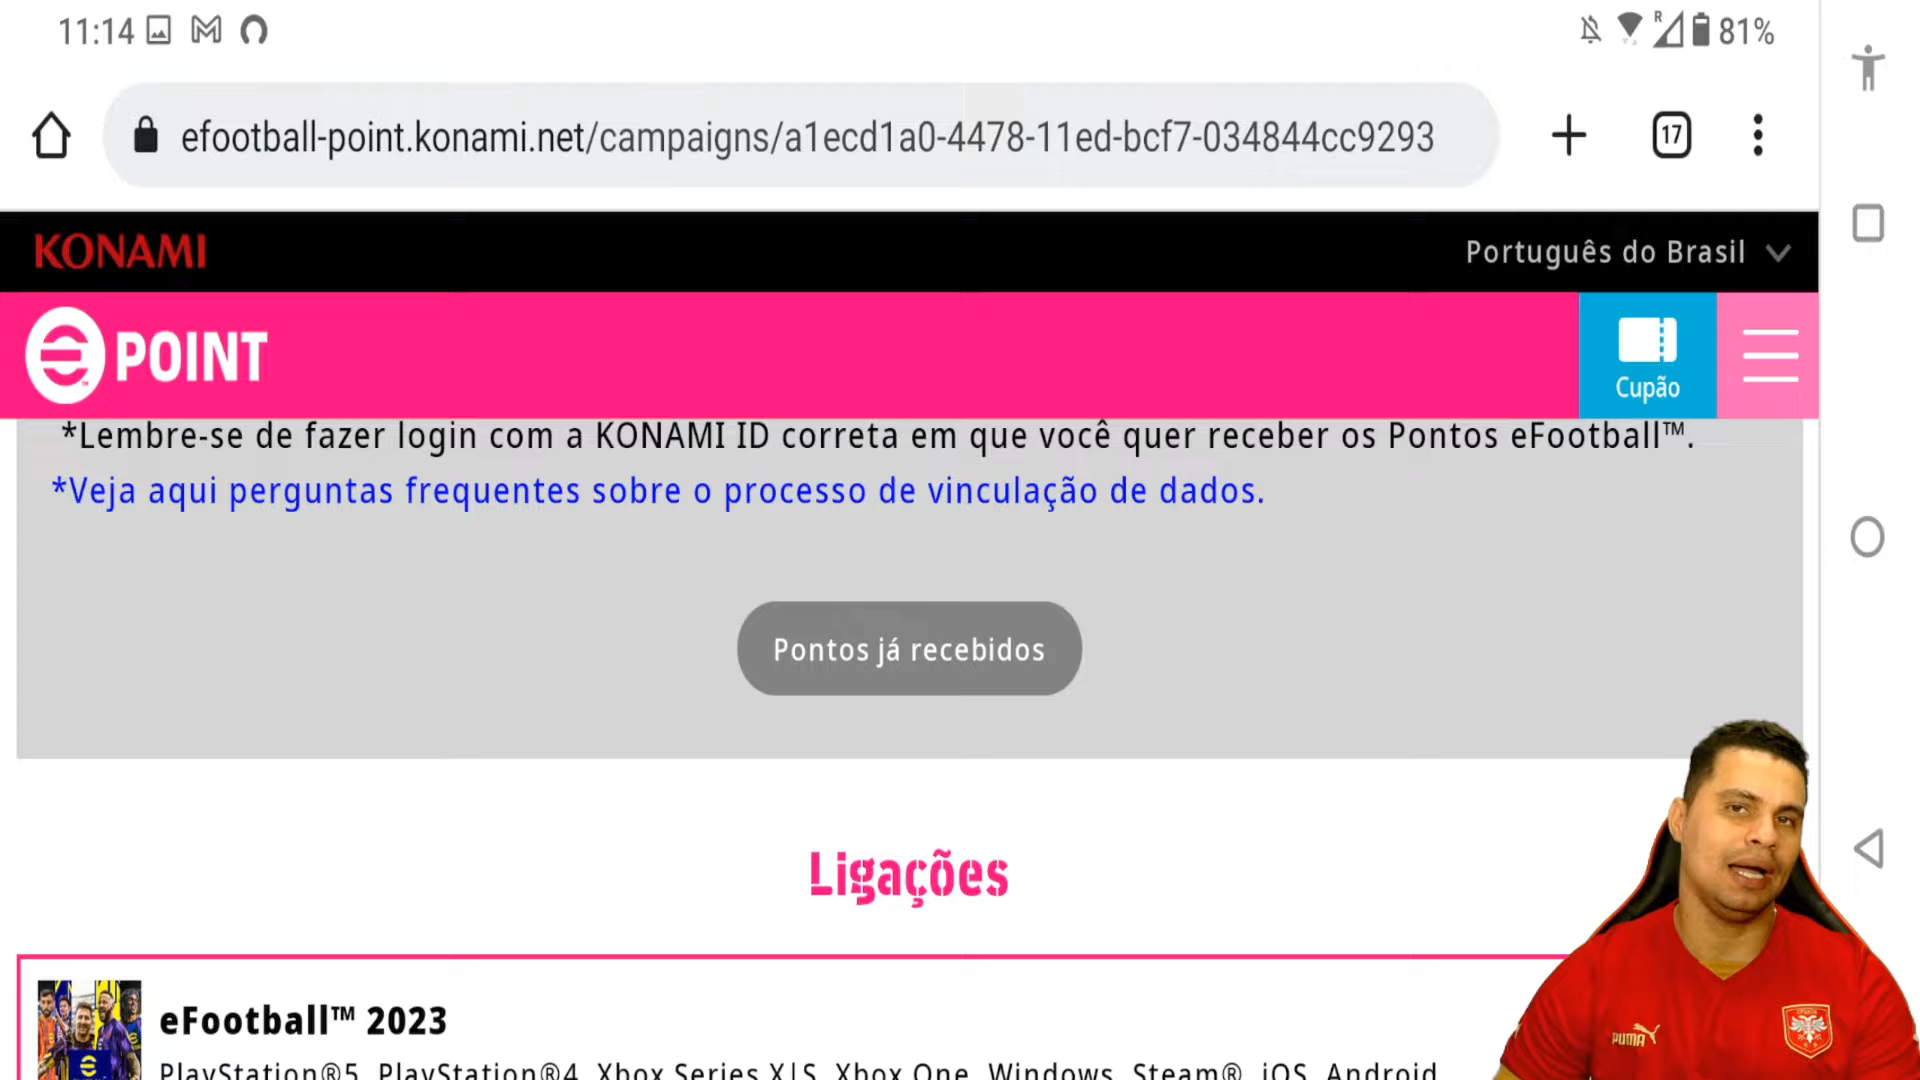 11:14
81%
efootball-point.konami.net/campaigns/a1ecd1a0-4478-11ed-bcf7-034844cc9293
17
KONAMI
Português do Brasil
POINT
Cupão
*Lembre-se de fazer login com a KONAMI ID correta em que você quer receber os Pontos eFootball™.
*Veja aqui perguntas frequentes sobre o processo de vinculação de dados.
Pontos já recebidos
Ligações
eFootball™ 2023
PlayStation®5, PlayStation®4, Xbox Series X|S, Xbox One, Windows, Steam®, iOS, Android
PUMA